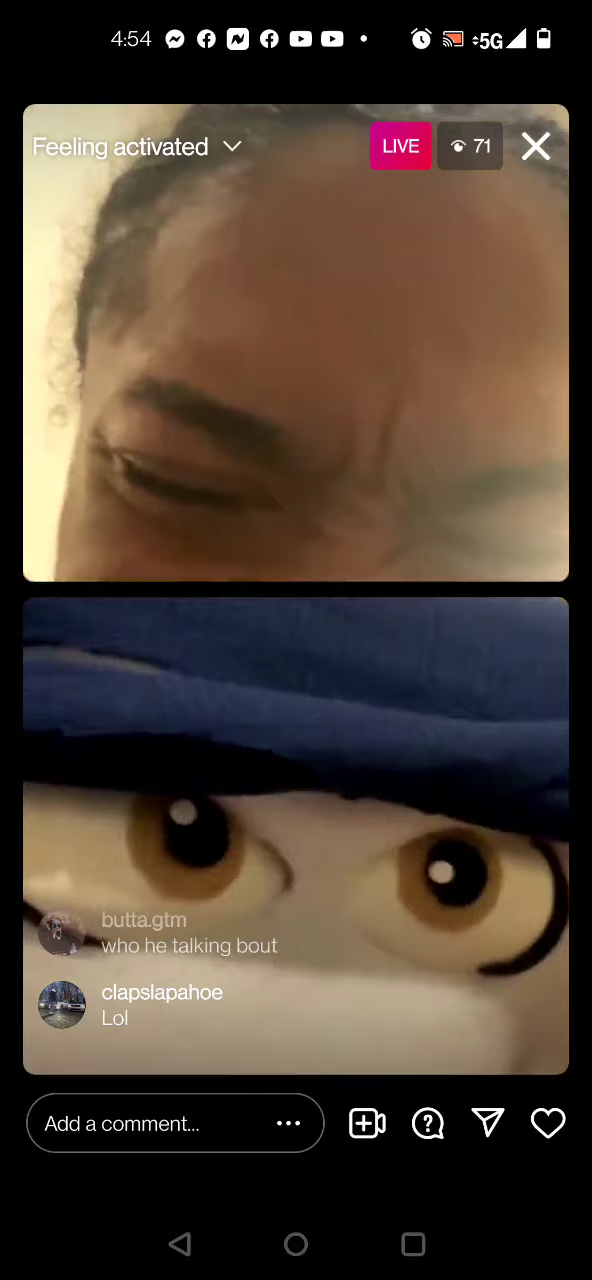 4:54
5G
Feeling activated
LIVE
71
butta.gtm
who he talking bout
clapslapahoe
Lol
Add a comment...